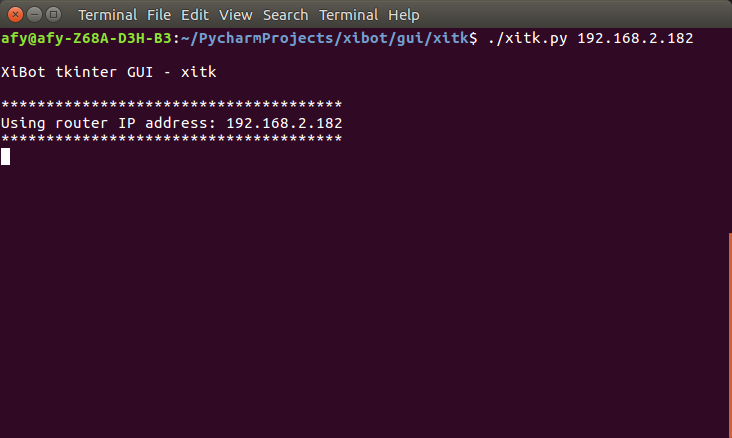 Terminal File Edit View Search Terminal Help
afy@afy-Z68A-D3H-B3:~/PycharmProjects/xibot/gui/xitk$ ./xitk.py 192.168.2.182
XiBot tkinter GUI - xitk
**************************************
Using router IP address: 192.168.2.182
**************************************